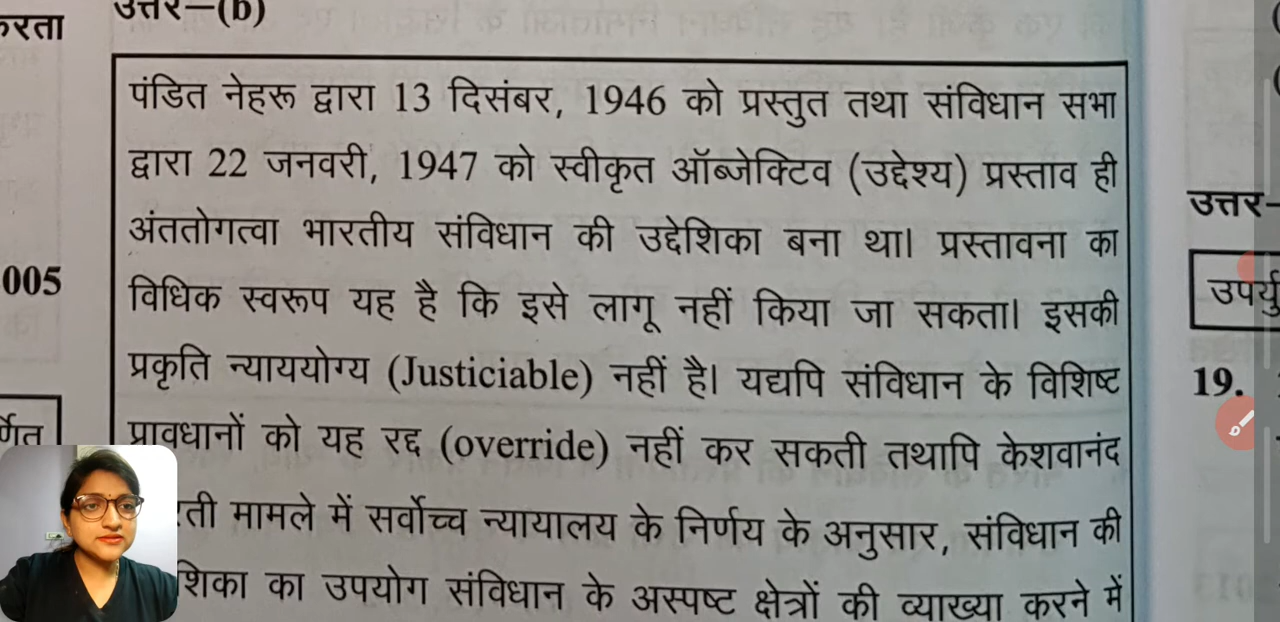 उत्तर–(b)
करता
पंडित नेहरू द्वारा 13 दिसंबर, 1946 को प्रस्तुत तथा संविधान सभा
द्वारा 22 जनवरी, 1947 को स्वीकृत ऑब्जेक्टिव (उद्देश्य) प्रस्ताव ही
अंततोगत्वा भारतीय संविधान की उद्देशिका बना था। प्रस्तावना का
विधिक स्वरूप यह है कि इसे लागू नहीं किया जा सकता। इसकी
प्रकृति न्याययोग्य (Justiciable) नहीं है। यद्यपि संविधान के विशिष्ट
प्रावधानों को यह रद्द (override) नहीं कर सकती तथापि केशवानंद
रती मामले में सर्वोच्च न्यायालय के निर्णय के अनुसार, संविधान की
शिका का उपयोग संविधान के अस्पष्ट क्षेत्रों की व्याख्या करने में
005
र्णित
उत्तर–
उपर्यु
19.